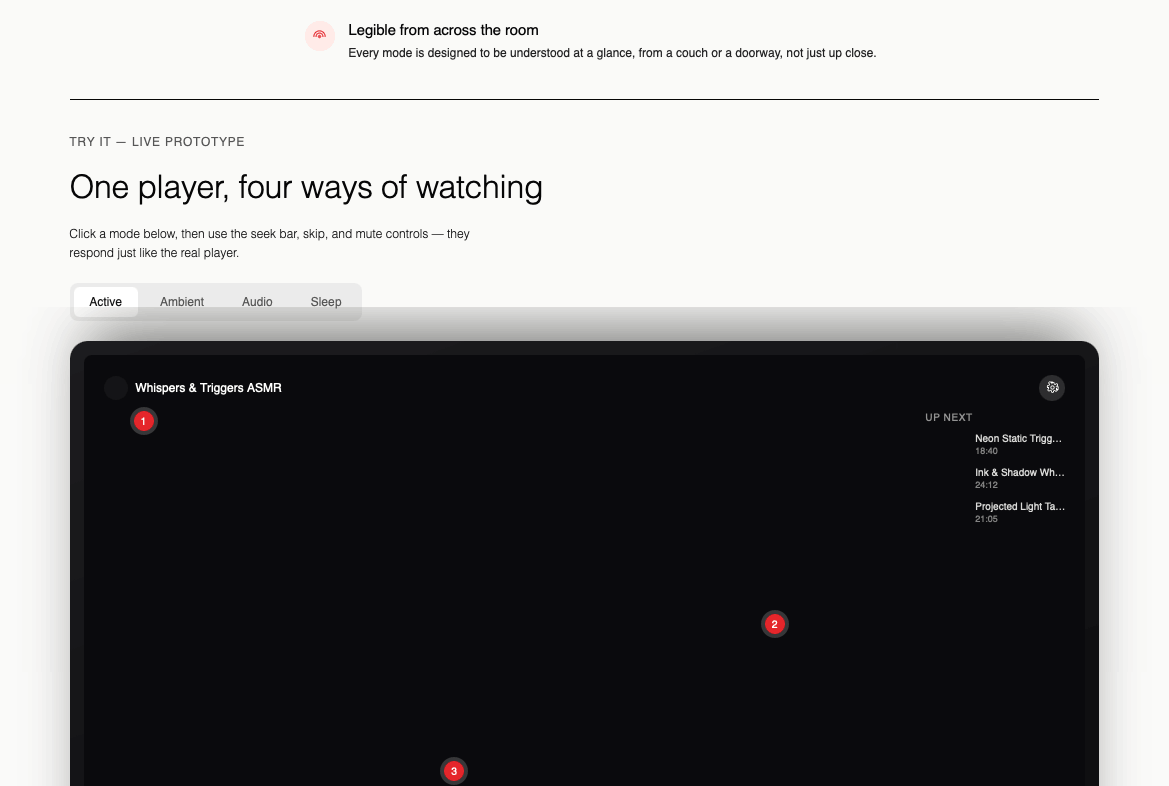 Legible from across the room
Every mode is designed to be understood at a glance, from a couch or a doorway, not just up close.
TRY IT — LIVE PROTOTYPE
One player, four ways of watching
Click a mode below, then use the seek bar, skip, and mute controls — they
respond just like the real player.
Active Ambient Audio Sleep
Whispers & Triggers ASMR
1
UP NEXT
Neon Static Trigg...
18:40
Ink & Shadow Wh...
24:12
Projected Light Ta...
21:05
2
3